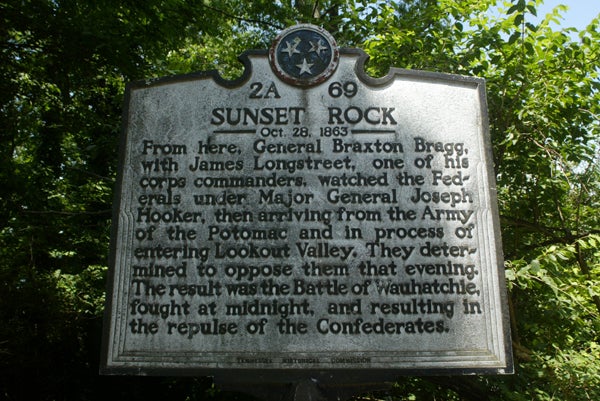 2A 69
SUNSET ROCK
Oct. 28, 1863
From here, General Braxton Bragg,
with James Longstreet, one of his
corps commanders, watched the Fed-
erals under Major General Joseph
Hooker, then arriving from the Army
of the Potomac and in process of
entering Lookout Valley. They deter-
mined to oppose them that evening.
The result was the Battle of Wauhatchie,
fought at midnight, and resulting in
the repulse of the Confederates.
TENNESSEE HISTORICAL COMMISSION